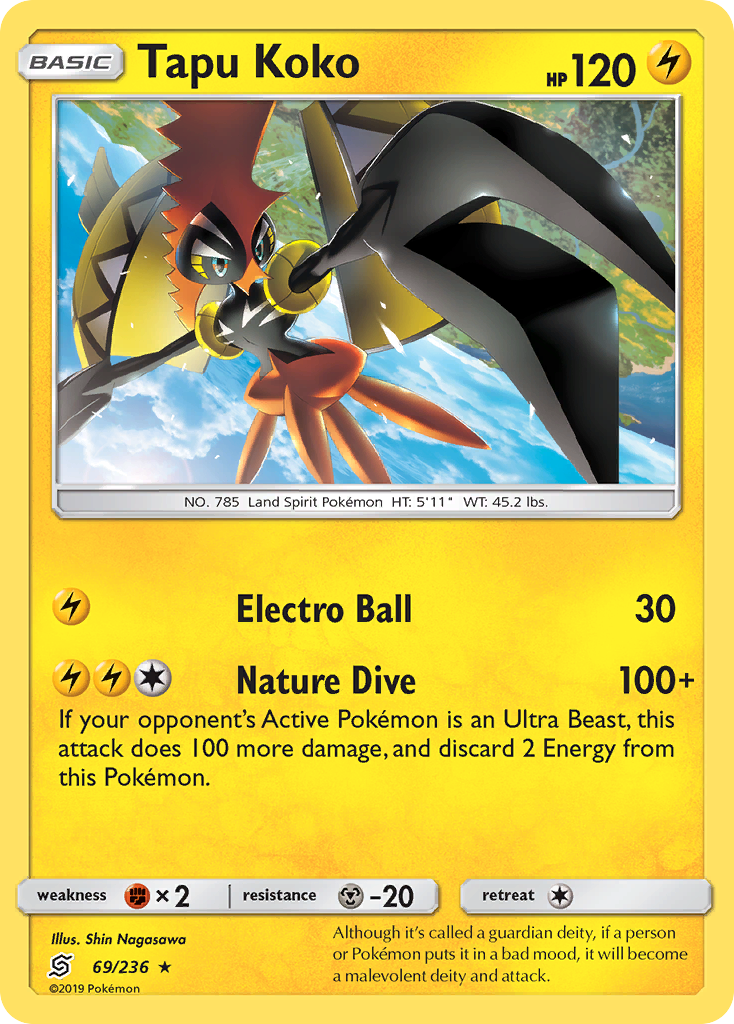 BASIC Tapu Koko HP 120
NO. 785 Land Spirit Pokémon HT: 5'11" WT: 45.2 lbs.
Electro Ball 30
Nature Dive 100+
If your opponent's Active Pokémon is an Ultra Beast, this
attack does 100 more damage, and discard 2 Energy from
this Pokémon.
weakness × 2 resistance –20 retreat
Illus. Shin Nagasawa
69/236 ★
©2019 Pokémon
Although it's called a guardian deity, if a person
or Pokémon puts it in a bad mood, it will become
a malevolent deity and attack.